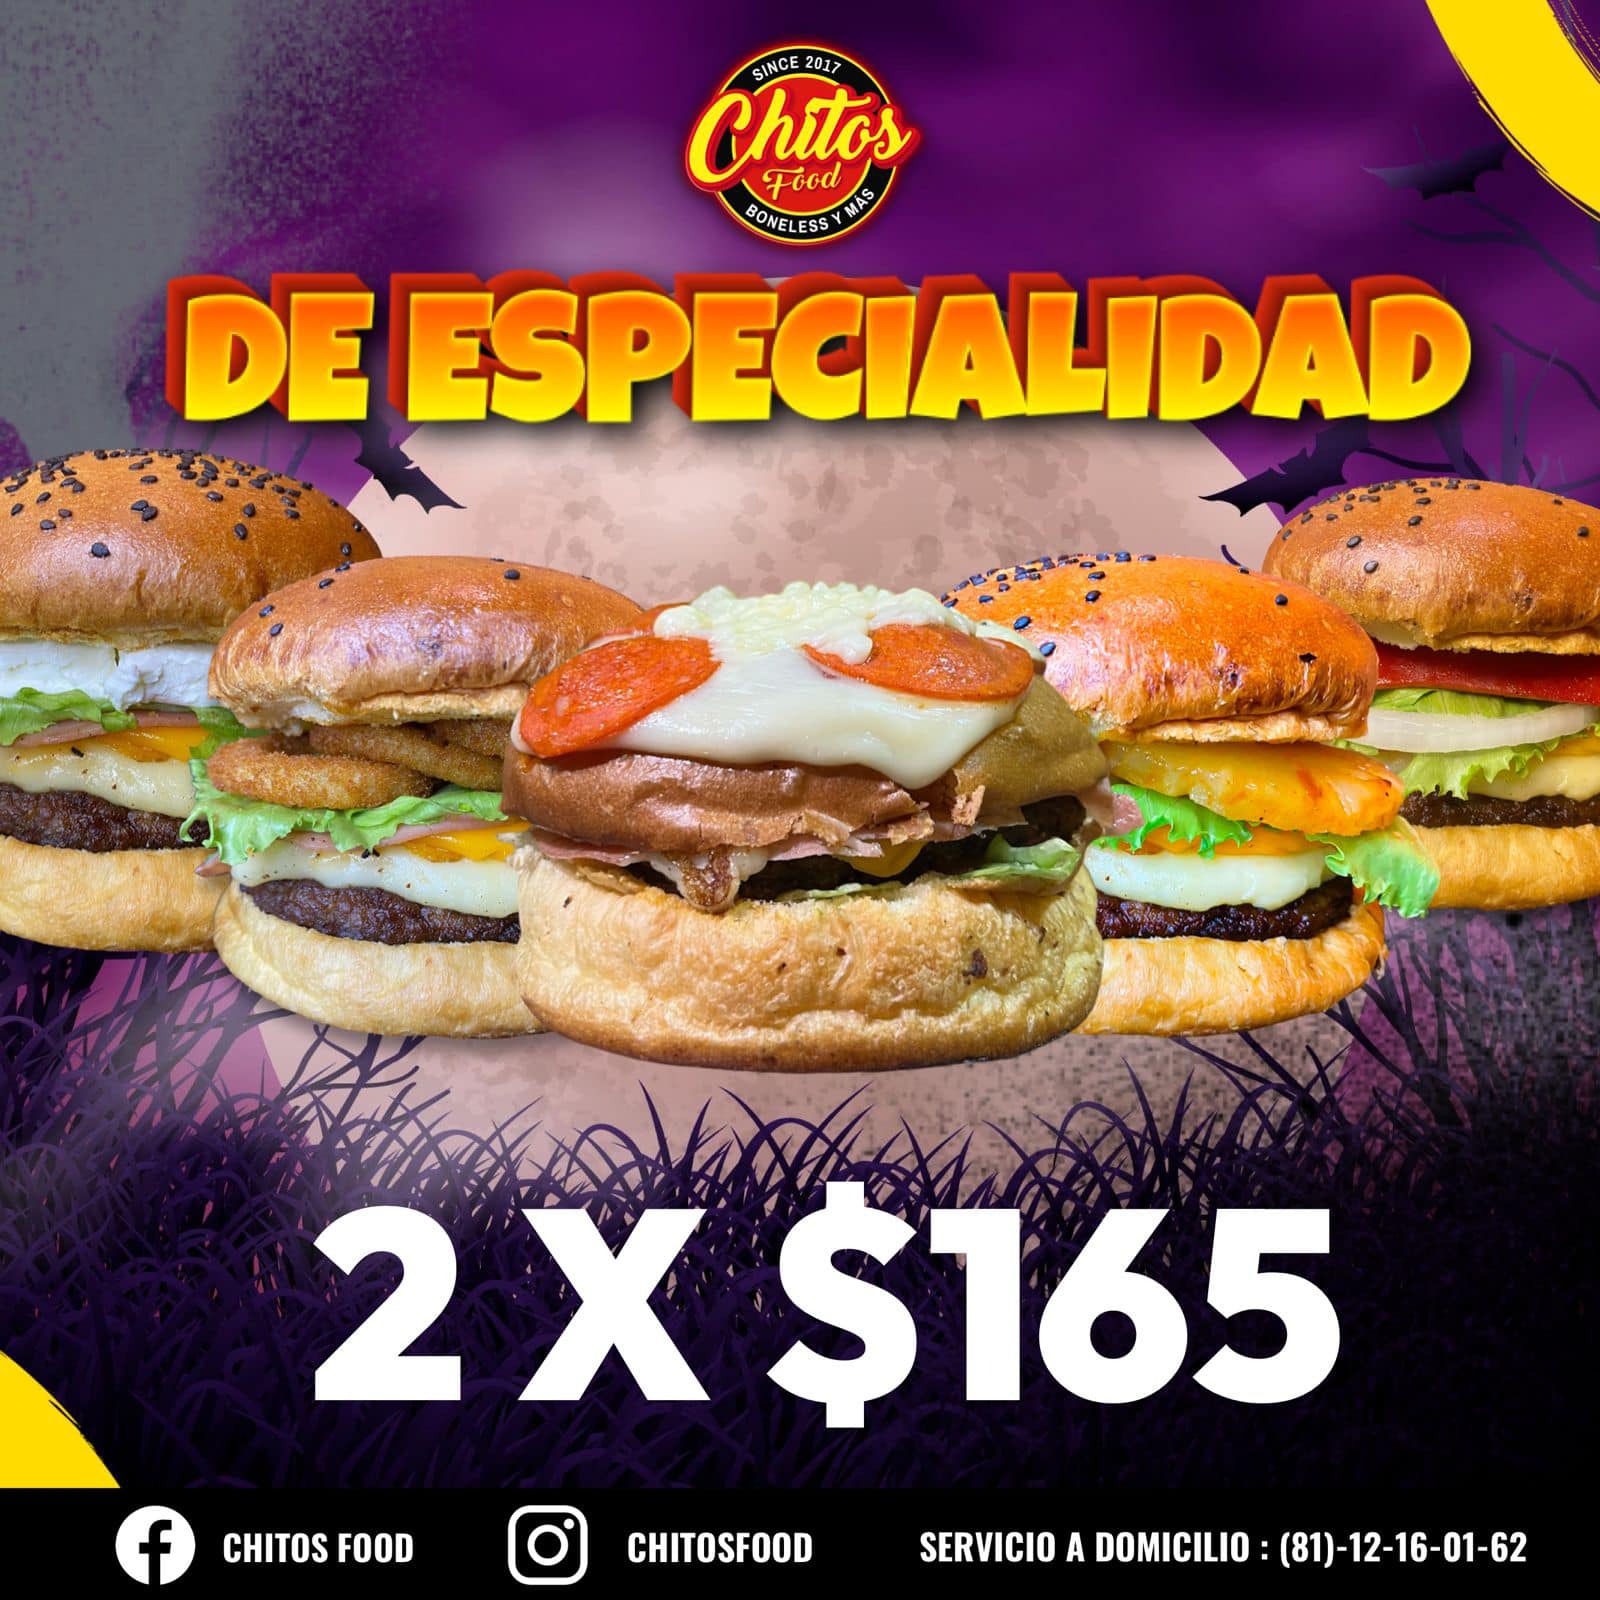 SINCE 2017
Chitos
Food
BONELESS Y MÁS
DE ESPECIALIDAD
2 X $165
CHITOS FOOD
CHITOSFOOD
SERVICIO A DOMICILIO : (81)-12-16-01-62